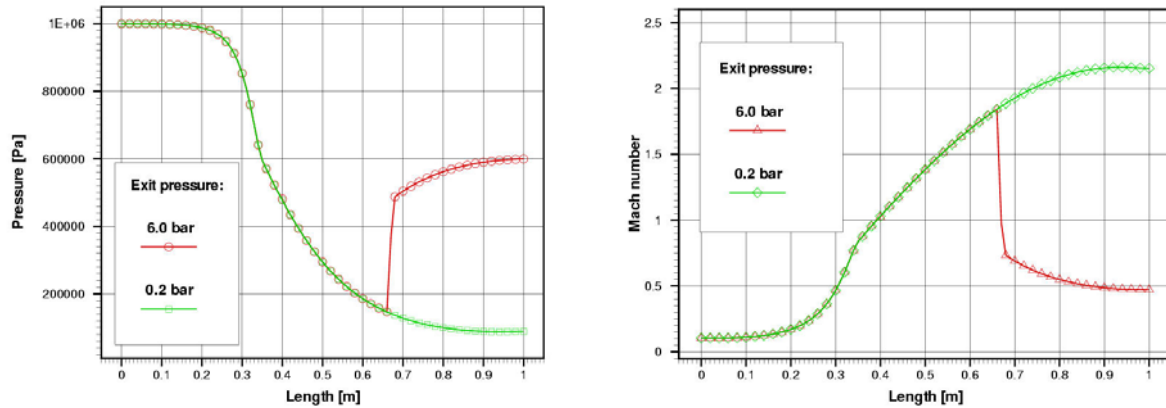 1E+06
800000
600000
400000
200000
Pressure [Pa]
Exit pressure:
6.0 bar
0.2 bar
0 0.1 0.2 0.3 0.4 0.5 0.6 0.7 0.8 0.9 1
Length [m]
2.5
2
1.5
1
0.5
0
Mach number
Exit pressure:
6.0 bar
0.2 bar
0 0.1 0.2 0.3 0.4 0.5 0.6 0.7 0.8 0.9 1
Length [m]